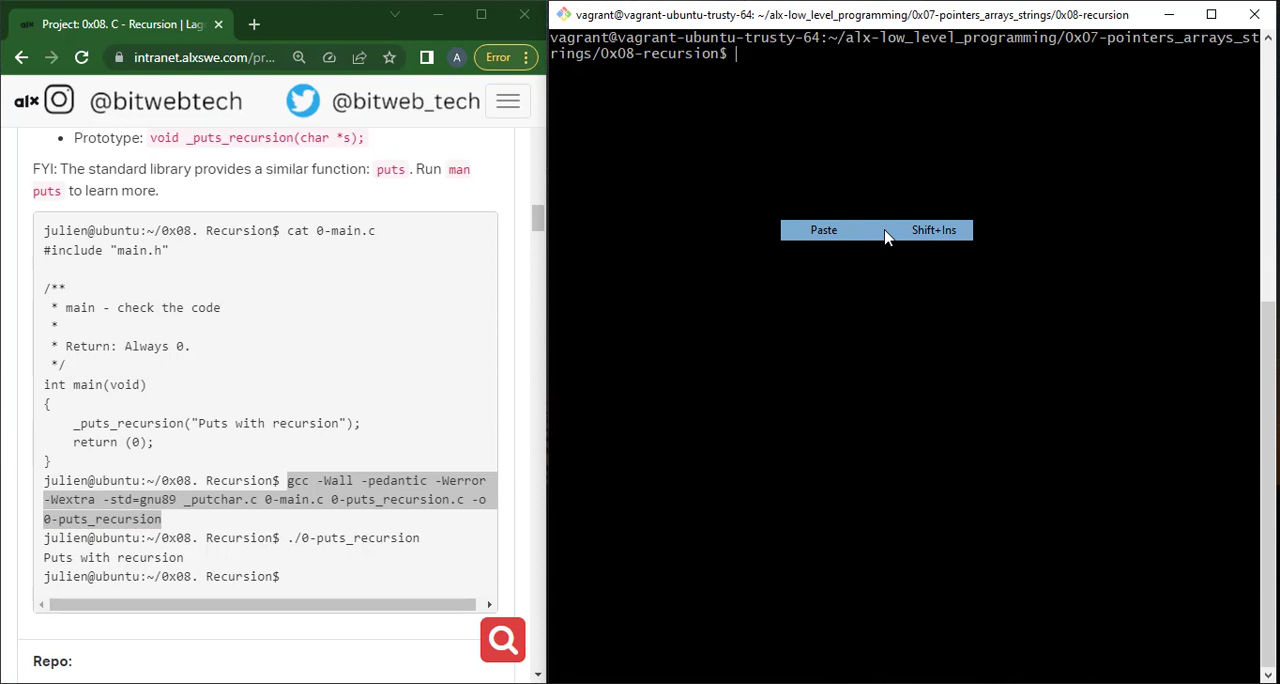 alx Project: 0x08. C - Recursion | Lag
intranet.alxswe.com/pr... A Error
alx @bitwebtech @bitweb_tech
• Prototype: void _puts_recursion(char *s);
FYI: The standard library provides a similar function: puts . Run man
puts to learn more.
julien@ubuntu:~/0x08. Recursion$ cat 0-main.c
#include "main.h"
/**
 * main - check the code
 *
 * Return: Always 0.
 */
int main(void)
{
    _puts_recursion("Puts with recursion");
    return (0);
}
julien@ubuntu:~/0x08. Recursion$ gcc -Wall -pedantic -Werror
-Wextra -std=gnu89 _putchar.c 0-main.c 0-puts_recursion.c -o
0-puts_recursion
julien@ubuntu:~/0x08. Recursion$ ./0-puts_recursion
Puts with recursion
julien@ubuntu:~/0x08. Recursion$
Repo:
vagrant@vagrant-ubuntu-trusty-64: ~/alx-low_level_programming/0x07-pointers_arrays_strings/0x08-recursion
vagrant@vagrant-ubuntu-trusty-64:~/alx-low_level_programming/0x07-pointers_arrays_st
rings/0x08-recursion$
Paste Shift+Ins